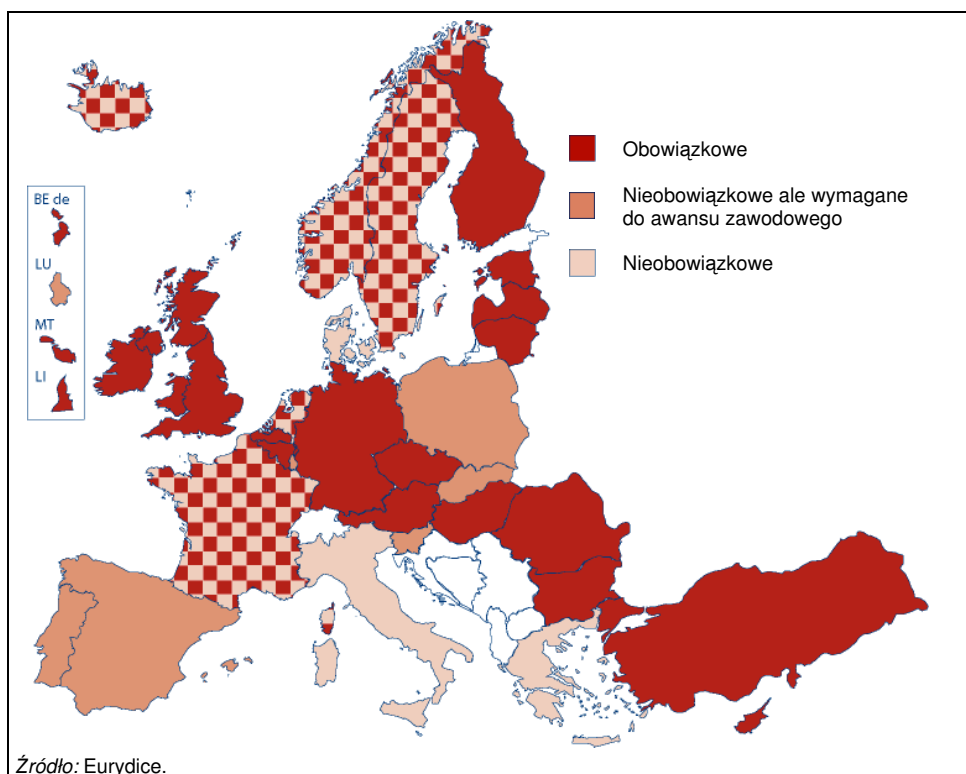 Obowiązkowe
Nieobowiązkowe ale wymagane
do awansu zawodowego
Nieobowiązkowe
BE de
LU
MT
LI
Źródło: Eurydice.